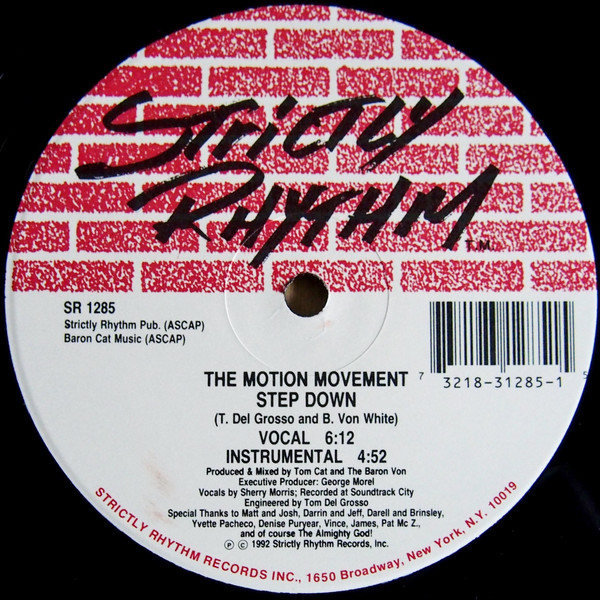 STRICTLY
RHYTHM
T.M.
SR 1285
Strictly Rhythm Pub. (ASCAP)
Baron Cat Music (ASCAP)
7 3218-31285-1 5
THE MOTION MOVEMENT
STEP DOWN
(T. Del Grosso and B. Von White)
VOCAL 6:12
INSTRUMENTAL 4:52
Produced & Mixed by Tom Cat and The Baron Von
Executive Producer: George Morel
Vocals by Sherry Morris; Recorded at Soundtrack City
Engineered by Tom Del Grosso
Special Thanks to Matt and Josh, Darrin and Jeff, Darell and Brinsley,
Yvette Pacheco, Denise Puryear, Vince, James, Pat Mc Z.,
and of course The Almighty God!
Ⓟ © 1992 Strictly Rhythm Records, Inc.
STRICTLY RHYTHM RECORDS INC., 1650 Broadway, New York, N.Y. 10019